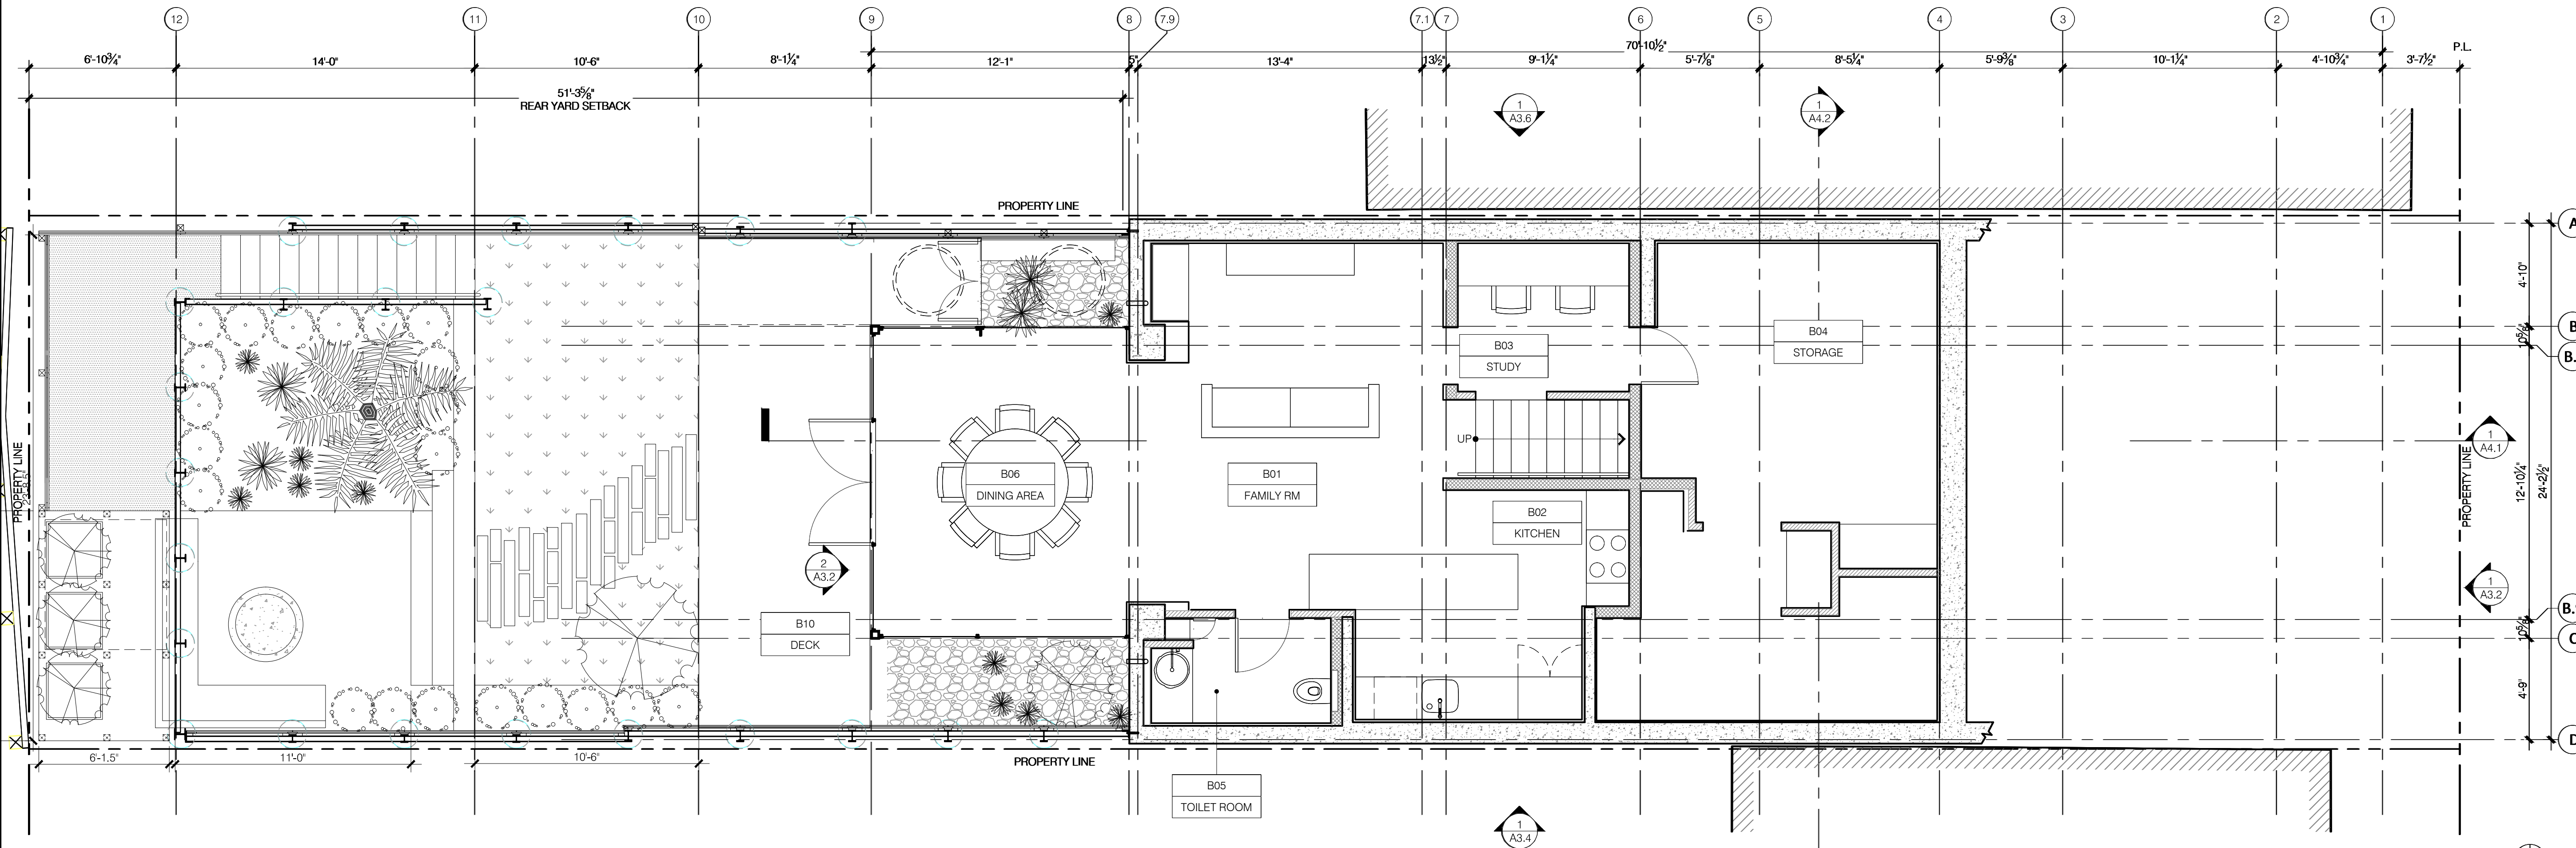 12
11
10
9
8
7.9
7.1
7
6
5
4
3
2
1
70'-10½"
P.L.
6'-10¾"
14'-0"
10'-6"
8'-1¼"
12'-1"
5"
13'-4"
13½"
9'-1¼"
5'-7⅛"
8'-5¼"
5'-9⅜"
10'-1¼"
4'-10¾"
3'-7½"
51'-3⅝"
REAR YARD SETBACK
1
A3.6
1
A4.2
PROPERTY LINE
A
4'-10"
B
10⅝"
B03
STUDY
B04
STORAGE
UP
1
A4.1
PROPERTY LINE
B06
DINING AREA
B01
FAMILY RM
B02
KITCHEN
12'-10¼"
24'-2½"
PROPERTY LINE
2
A3.2
1
A3.2
B10
DECK
10⅝"
C
4'-9"
D
6'-1.5"
11'-0"
10'-6"
PROPERTY LINE
B05
TOILET ROOM
1
A3.4